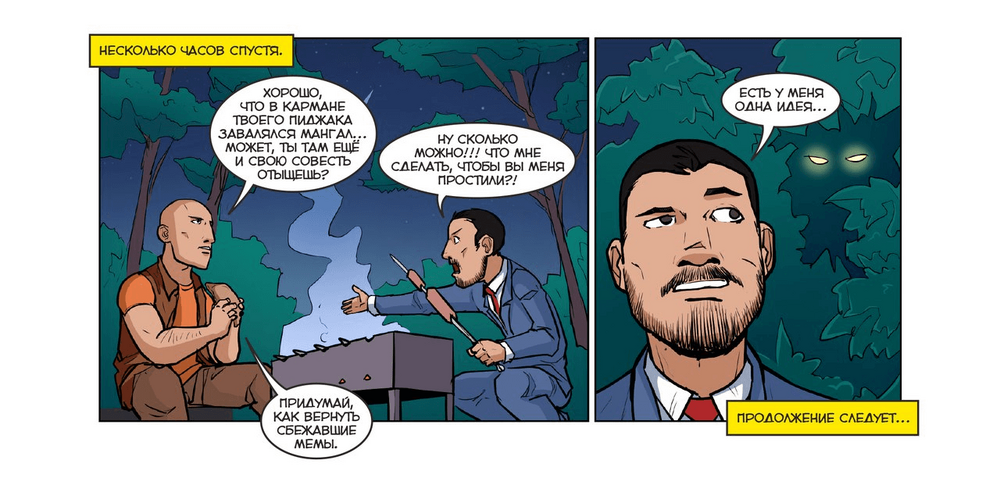 НЕСКОЛЬКО ЧАСОВ СПУСТЯ.
ХОРОШО,
ЧТО В КАРМАНЕ
ТВОЕГО ПИДЖАКА
ЗАВАЛЯЛСЯ МАНГАЛ...
МОЖЕТ, ТЫ ТАМ ЕЩЁ
И СВОЮ СОВЕСТЬ
ОТЫЩЕШЬ?
НУ СКОЛЬКО
МОЖНО!!! ЧТО МНЕ
СДЕЛАТЬ, ЧТОБЫ ВЫ МЕНЯ
ПРОСТИЛИ?!
ПРИДУМАЙ,
КАК ВЕРНУТЬ
СБЕЖАВШИЕ
МЕМЫ.
ЕСТЬ У МЕНЯ
ОДНА ИДЕЯ...
ПРОДОЛЖЕНИЕ СЛЕДУЕТ...